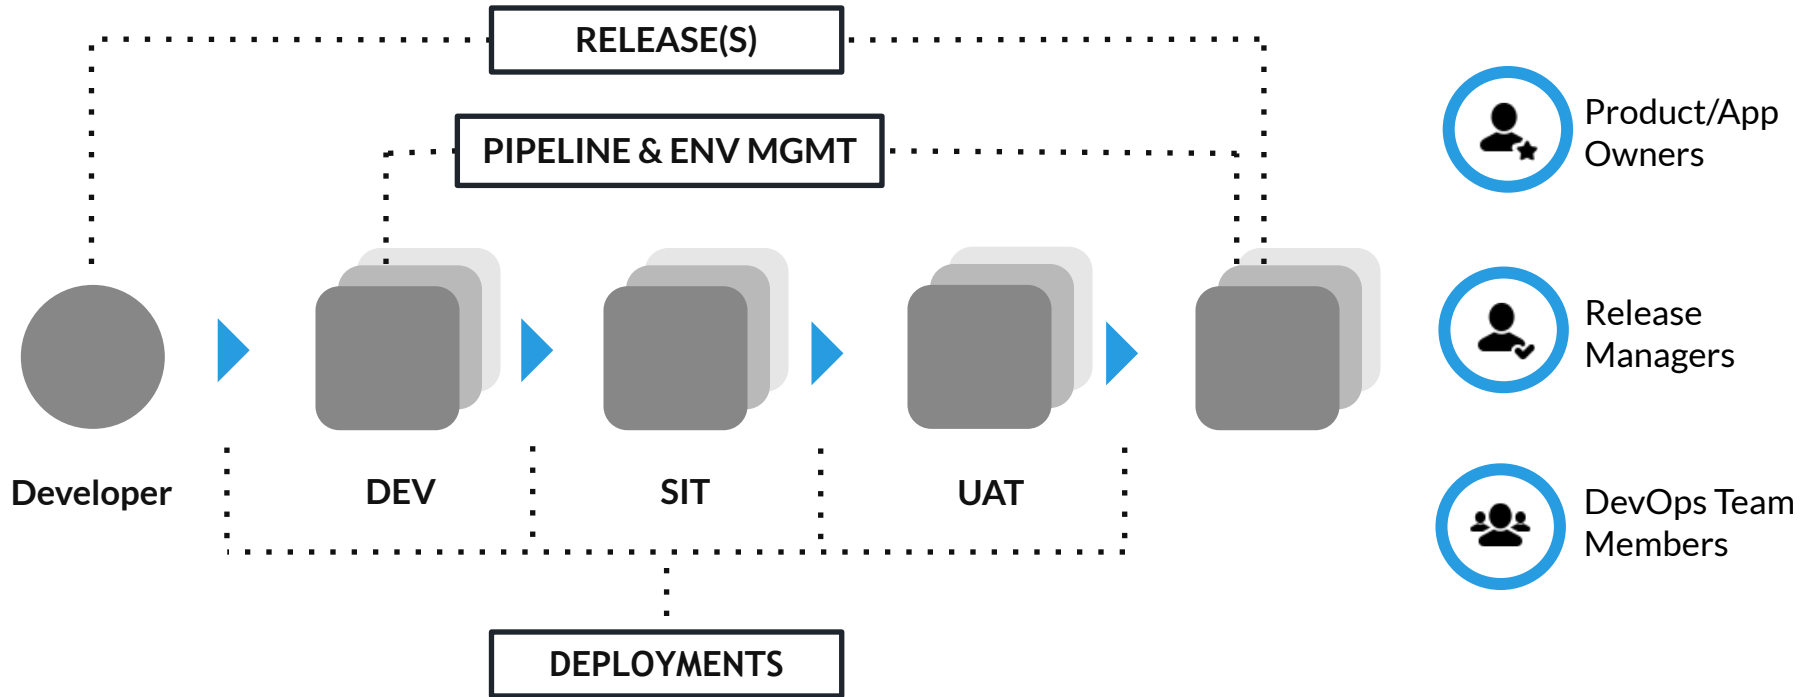 RELEASE(S)
PIPELINE & ENV MGMT
Developer
DEV
SIT
UAT
DEPLOYMENTS
Product/App
Owners
Release
Managers
DevOps Team
Members